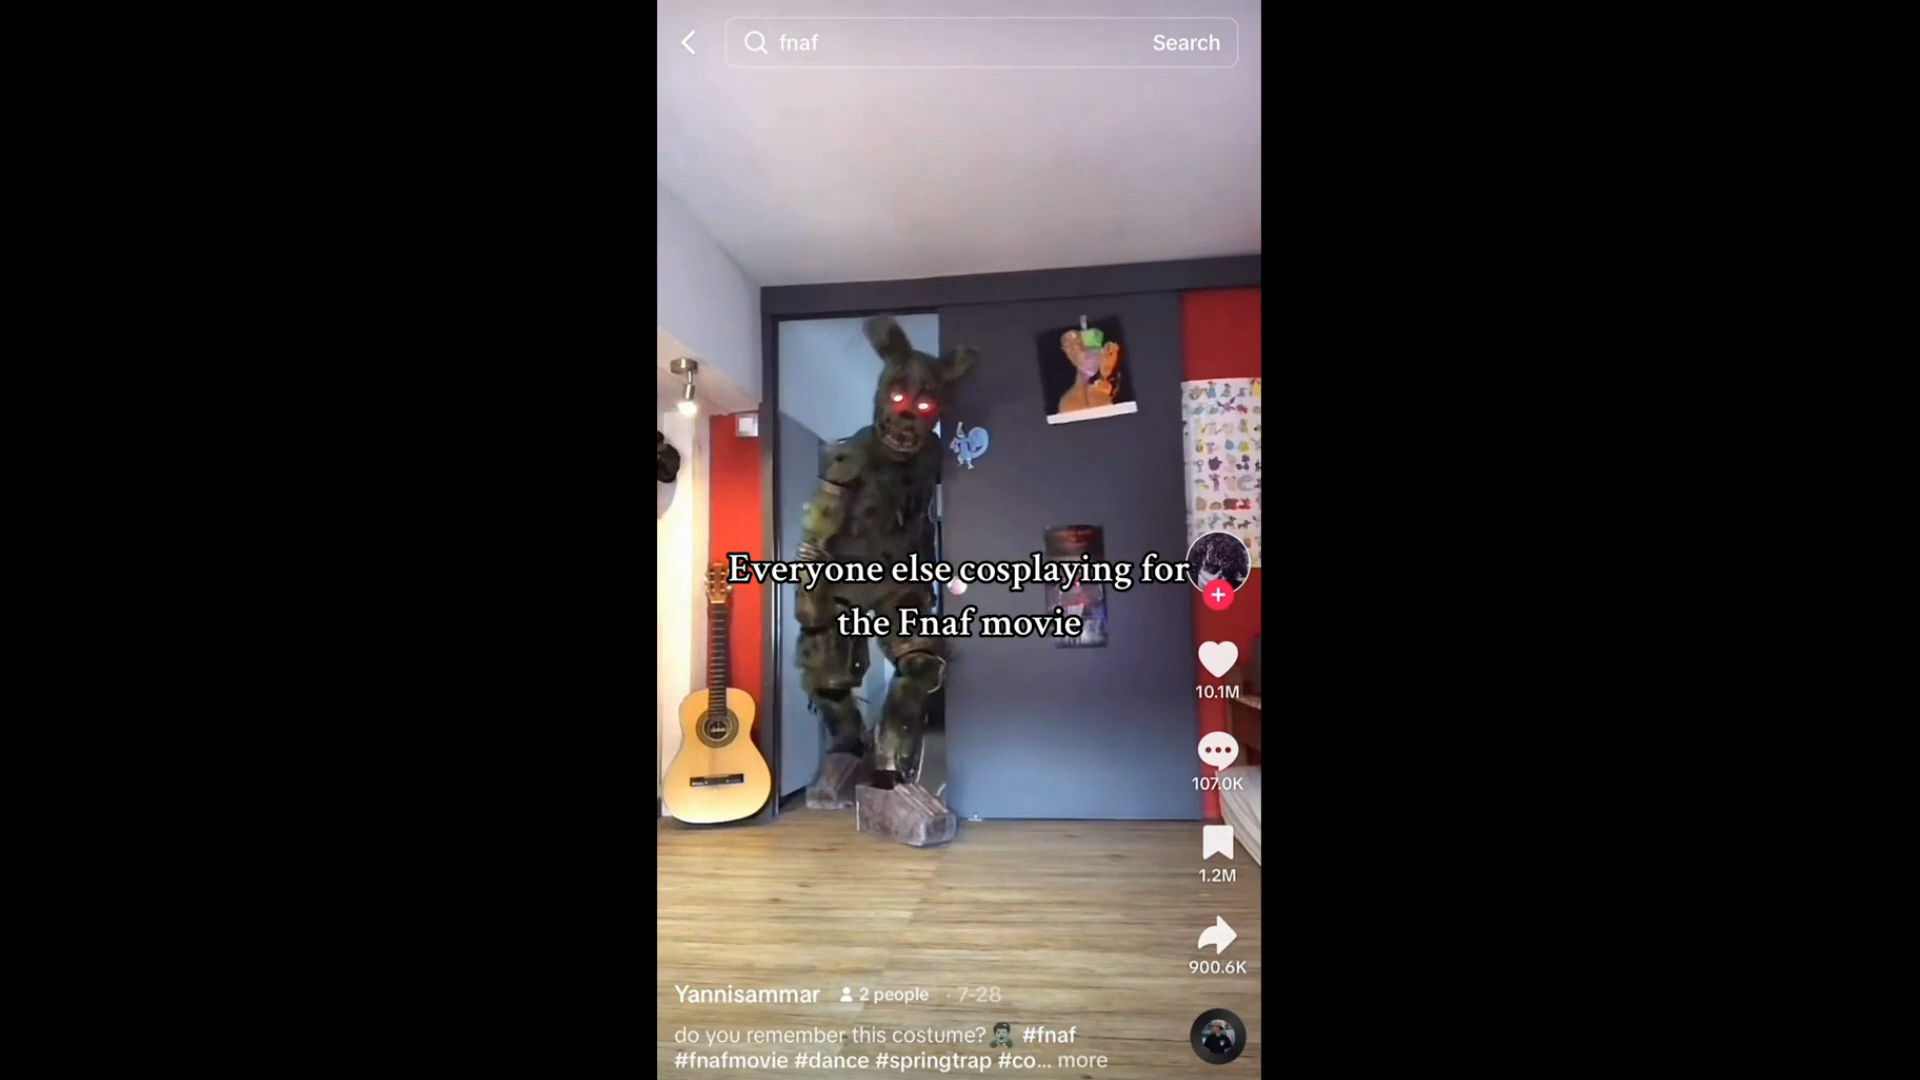 fnaf
Search
Everyone else cosplaying for
the Fnaf movie
10.1M
107.0K
1.2M
900.6K
Yannisammar 2 people · 7-28
do you remember this costume?🧟‍♂️ #fnaf
#fnafmovie #dance #springtrap #co... more